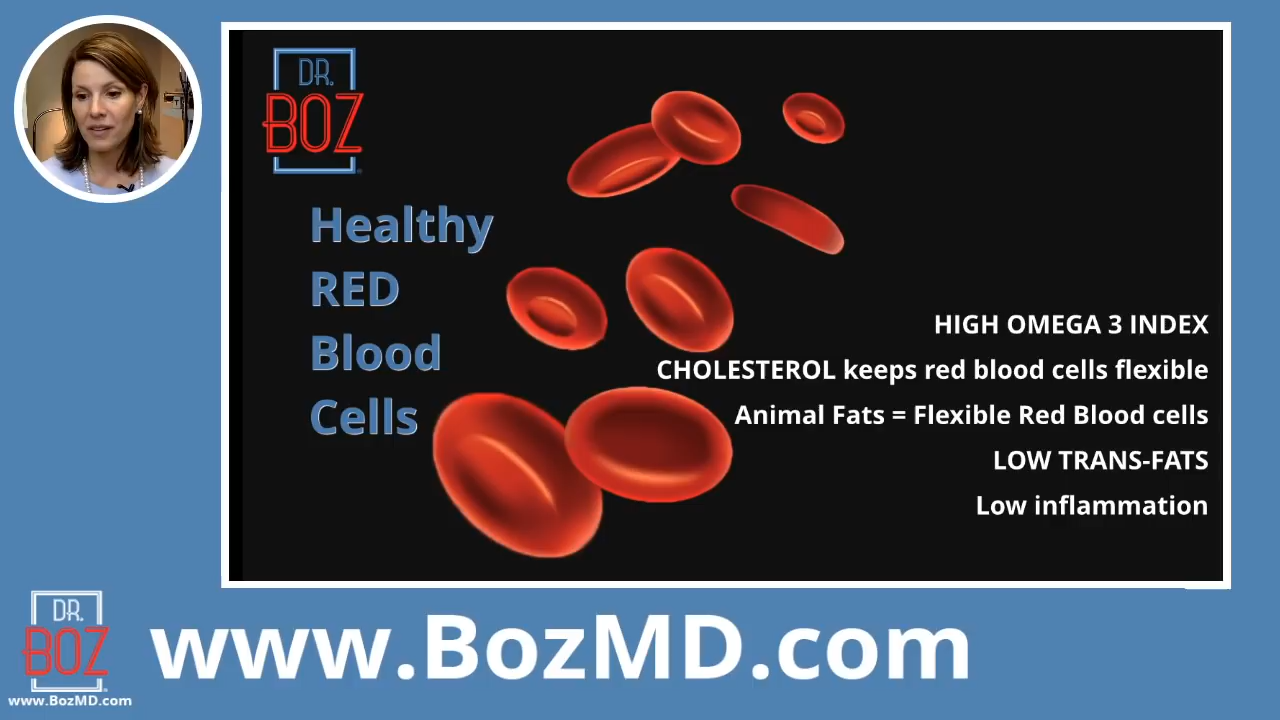 DR.
BOZ
Healthy
RED
Blood
Cells
HIGH OMEGA 3 INDEX
CHOLESTEROL keeps red blood cells flexible
Animal Fats = Flexible Red Blood cells
LOW TRANS-FATS
Low inflammation
DR.
BOZ
www.BozMD.com
www.BozMD.com